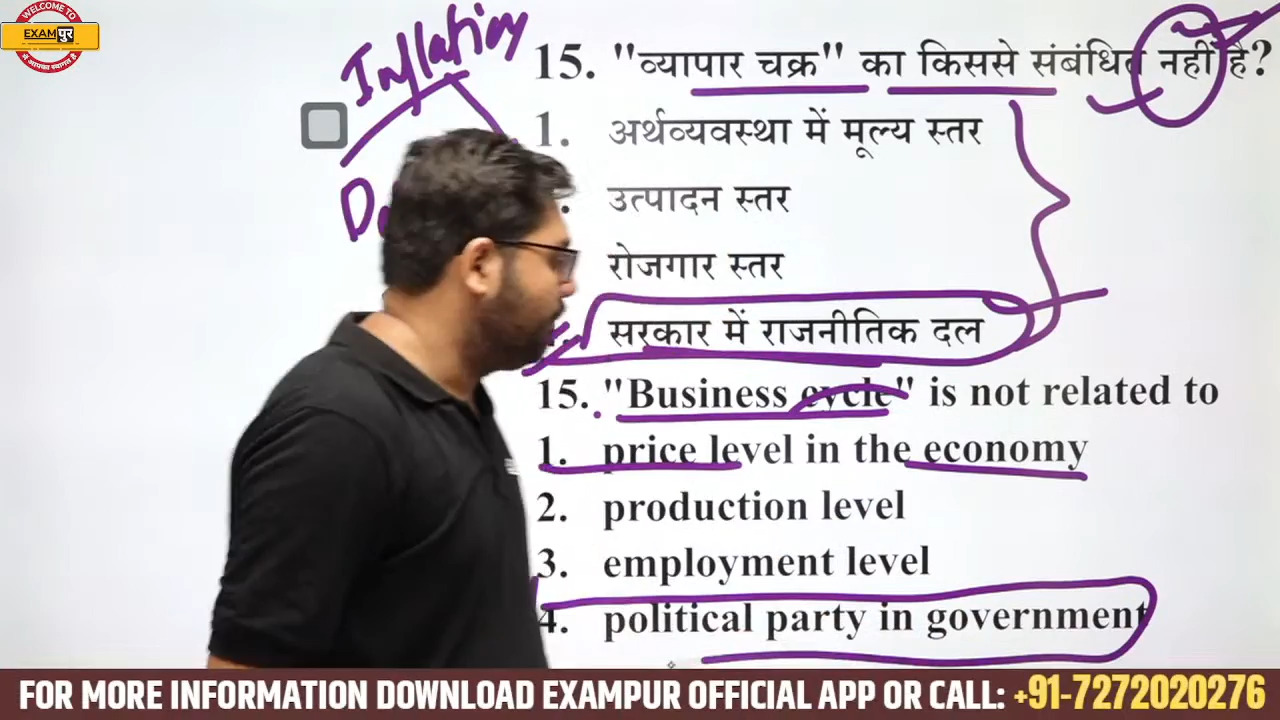 WELCOME TO
EXAMपुर
में आपका स्वागत है
Inflation
15. "व्यापार चक्र" का किससे संबंधित नहीं है?
1. अर्थव्यवस्था में मूल्य स्तर
उत्पादन स्तर
रोजगार स्तर
सरकार में राजनीतिक दल
15. "Business cycle" is not related to
1. price level in the economy
2. production level
3. employment level
4. political party in government
FOR MORE INFORMATION DOWNLOAD EXAMPUR OFFICIAL APP OR CALL: +91-7272020276